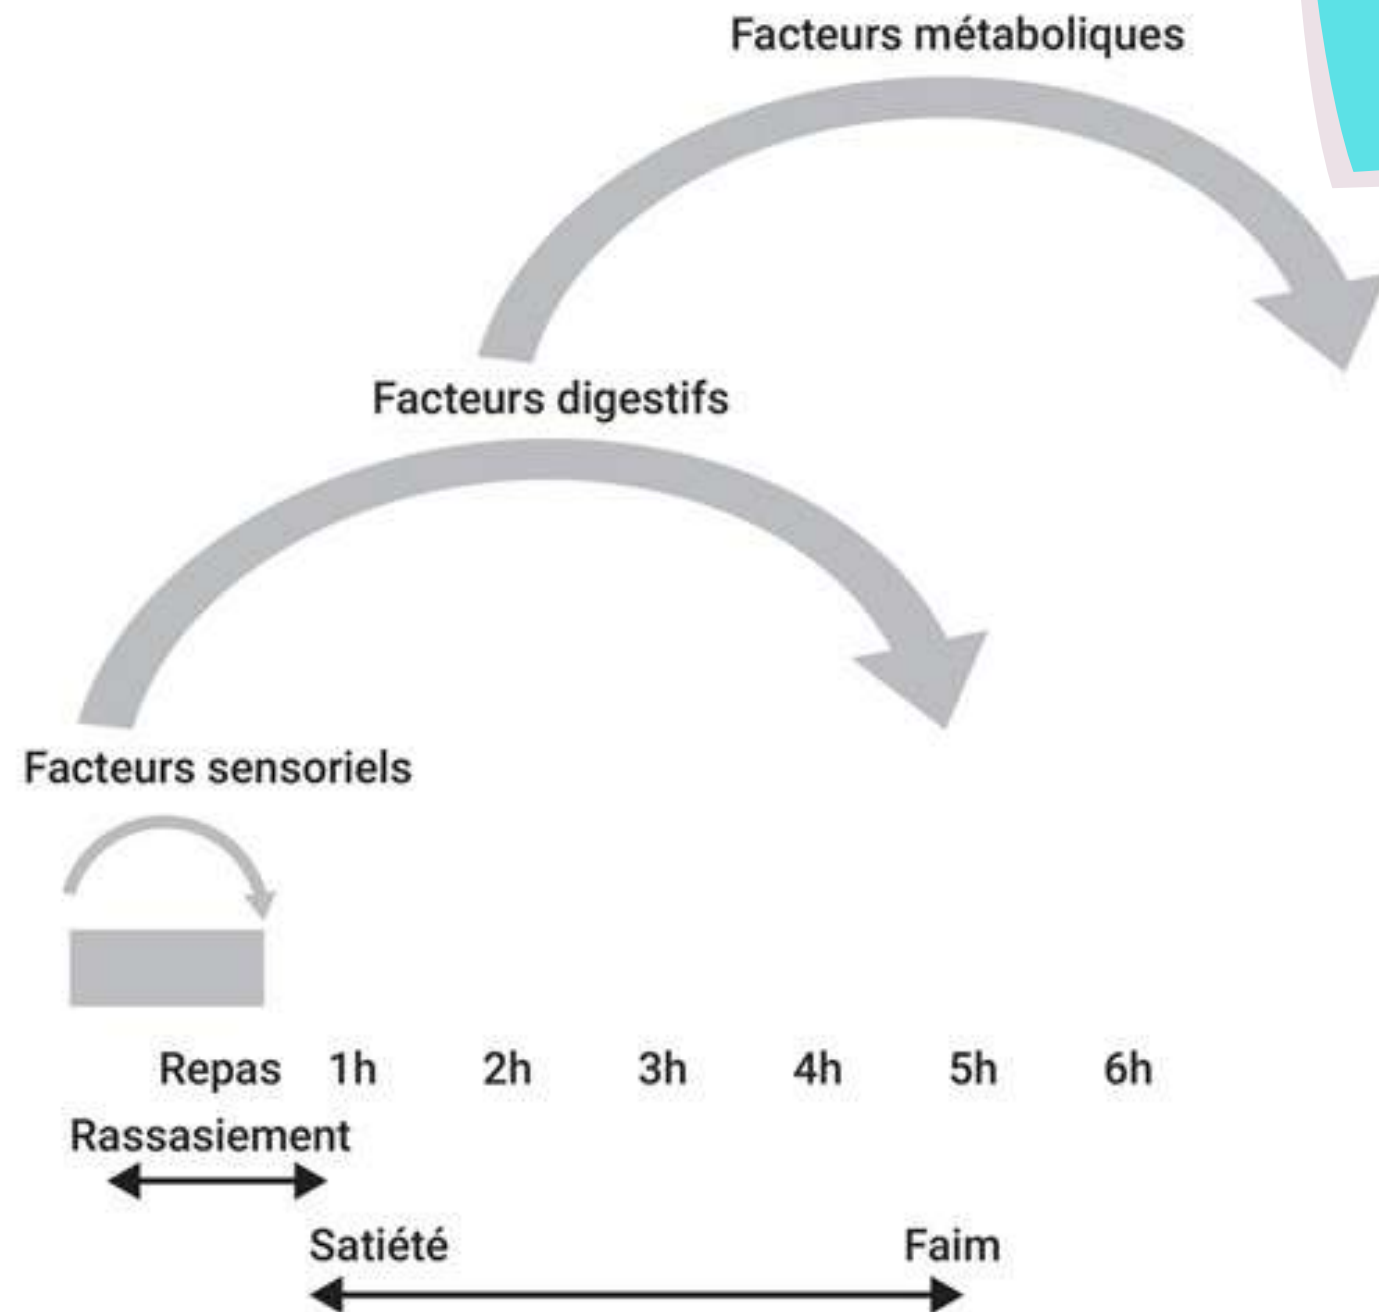 Facteurs métaboliques
Facteurs digestifs
Facteurs sensoriels
Repas 1h 2h 3h 4h 5h 6h
Rassasiement
Satiété Faim